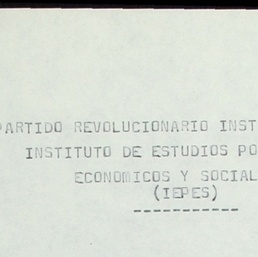 PARTIDO REVOLUCIONARIO INST
INSTITUTO DE ESTUDIOS PO
ECONOMICOS Y SOCIAL
(IEPES)
-----------